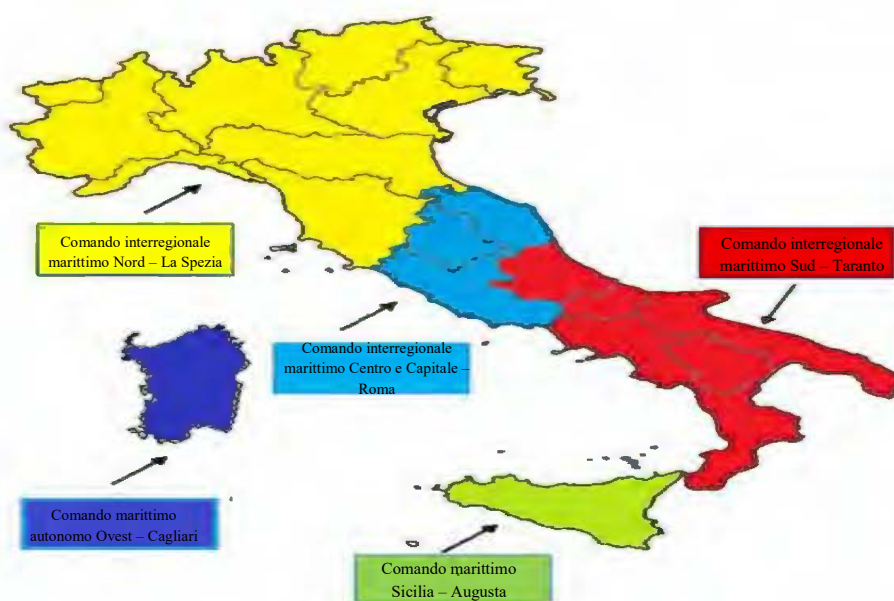 Comando interregionale
marittimo Nord – La Spezia
Comando interregionale
marittimo Sud – Taranto
Comando interregionale
marittimo Centro e Capitale –
Roma
Comando marittimo
autonomo Ovest – Cagliari
Comando marittimo
Sicilia – Augusta